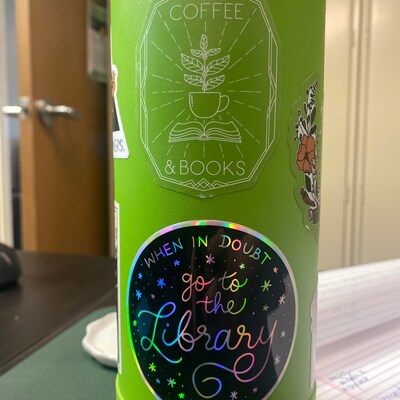 COFFEE
& BOOKS
WHEN IN DOUBT
go to
the
Library